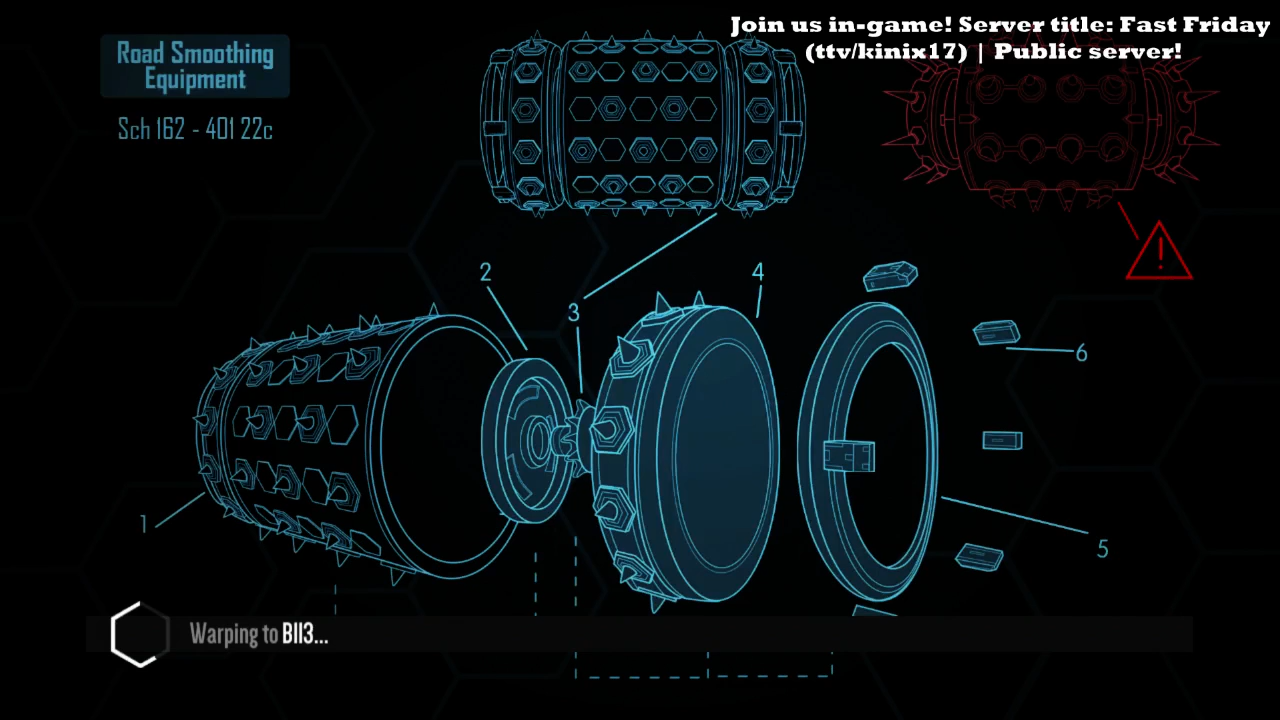 Join us in-game! Server title: Fast Friday
(ttv/kinix17) | Public server!
Road Smoothing
Equipment
Sch 162 - 401 22c
2
4
3
6
1
5
Warping to B113...